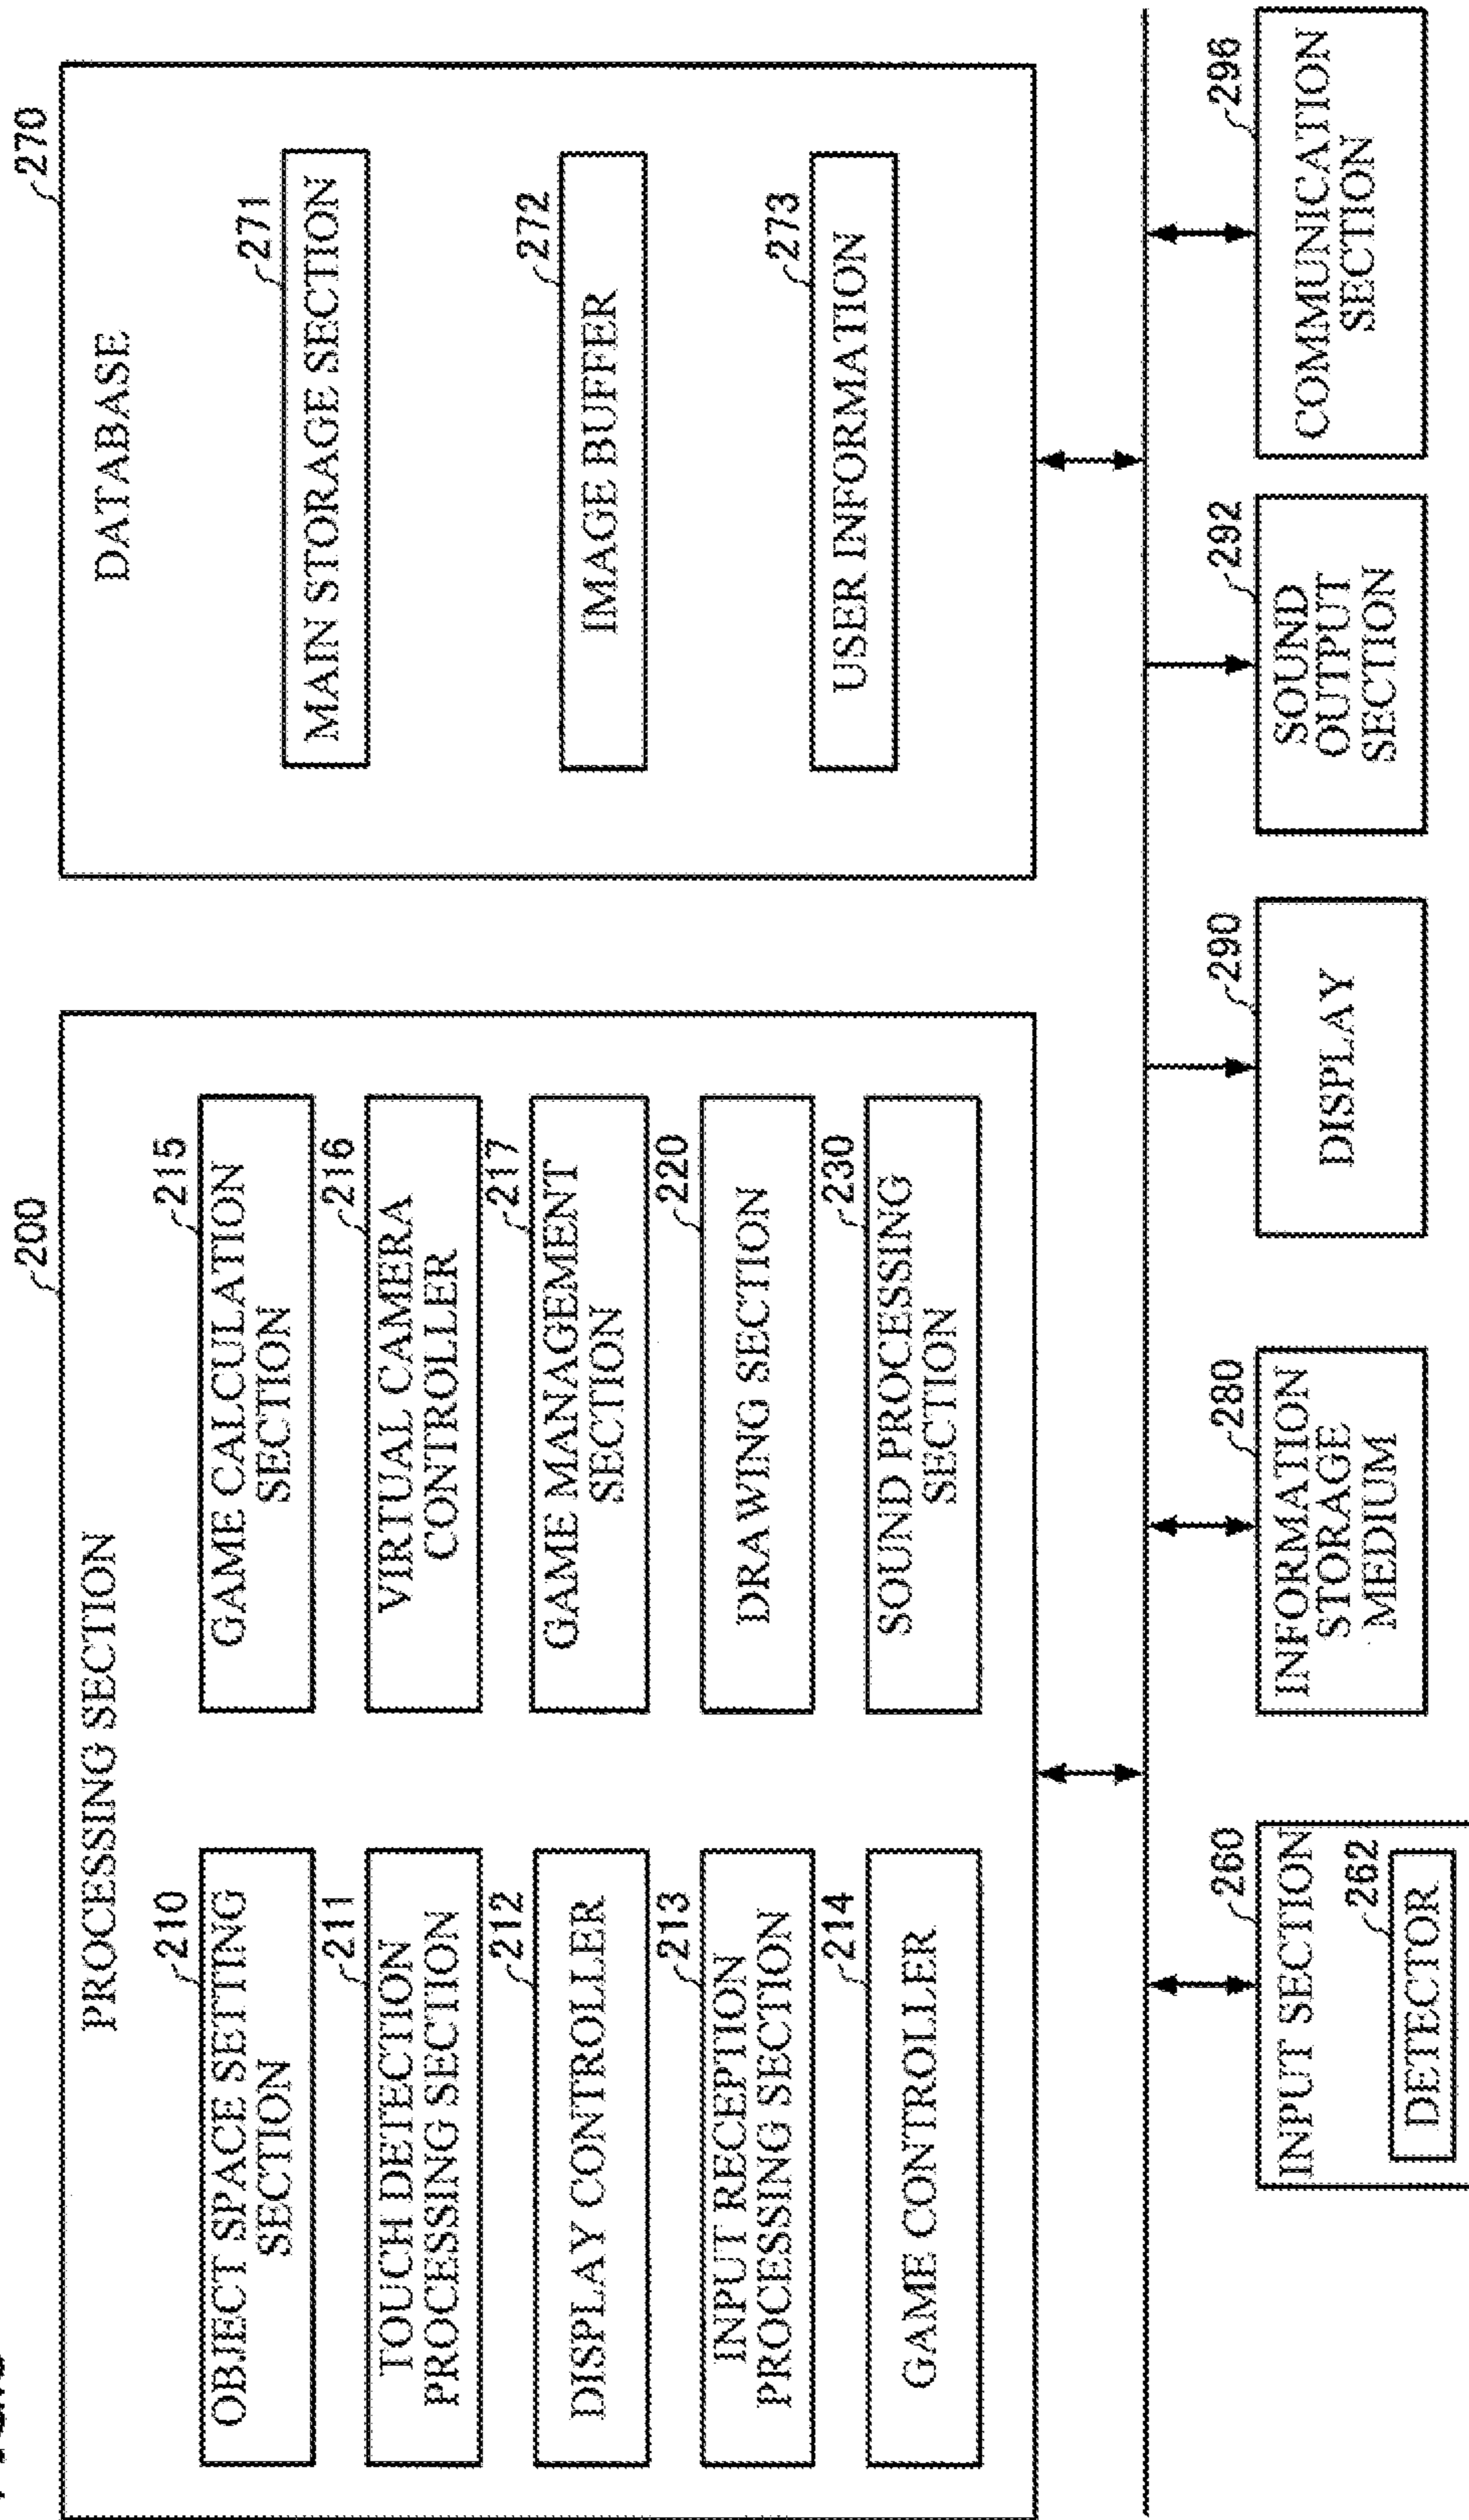 200
PROCESSING SECTION
210
OBJECT SPACE SETTING
SECTION
211
TOUCH DETECTION
PROCESSING SECTION
212
DISPLAY CONTROLLER
213
INPUT RECEPTION
PROCESSING SECTION
214
GAME CONTROLLER
215
GAME CALCULATION
SECTION
216
VIRTUAL CAMERA
CONTROLLER
217
GAME MANAGEMENT
SECTION
220
DRAWING SECTION
230
SOUND PROCESSING
SECTION
270
DATABASE
271
MAIN STORAGE SECTION
272
IMAGE BUFFER
273
USER INFORMATION
260
INPUT SECTION
262
DETECTOR
280
INFORMATION
STORAGE
MEDIUM
290
DISPLAY
292
SOUND
OUTPUT
SECTION
296
COMMUNICATION
SECTION